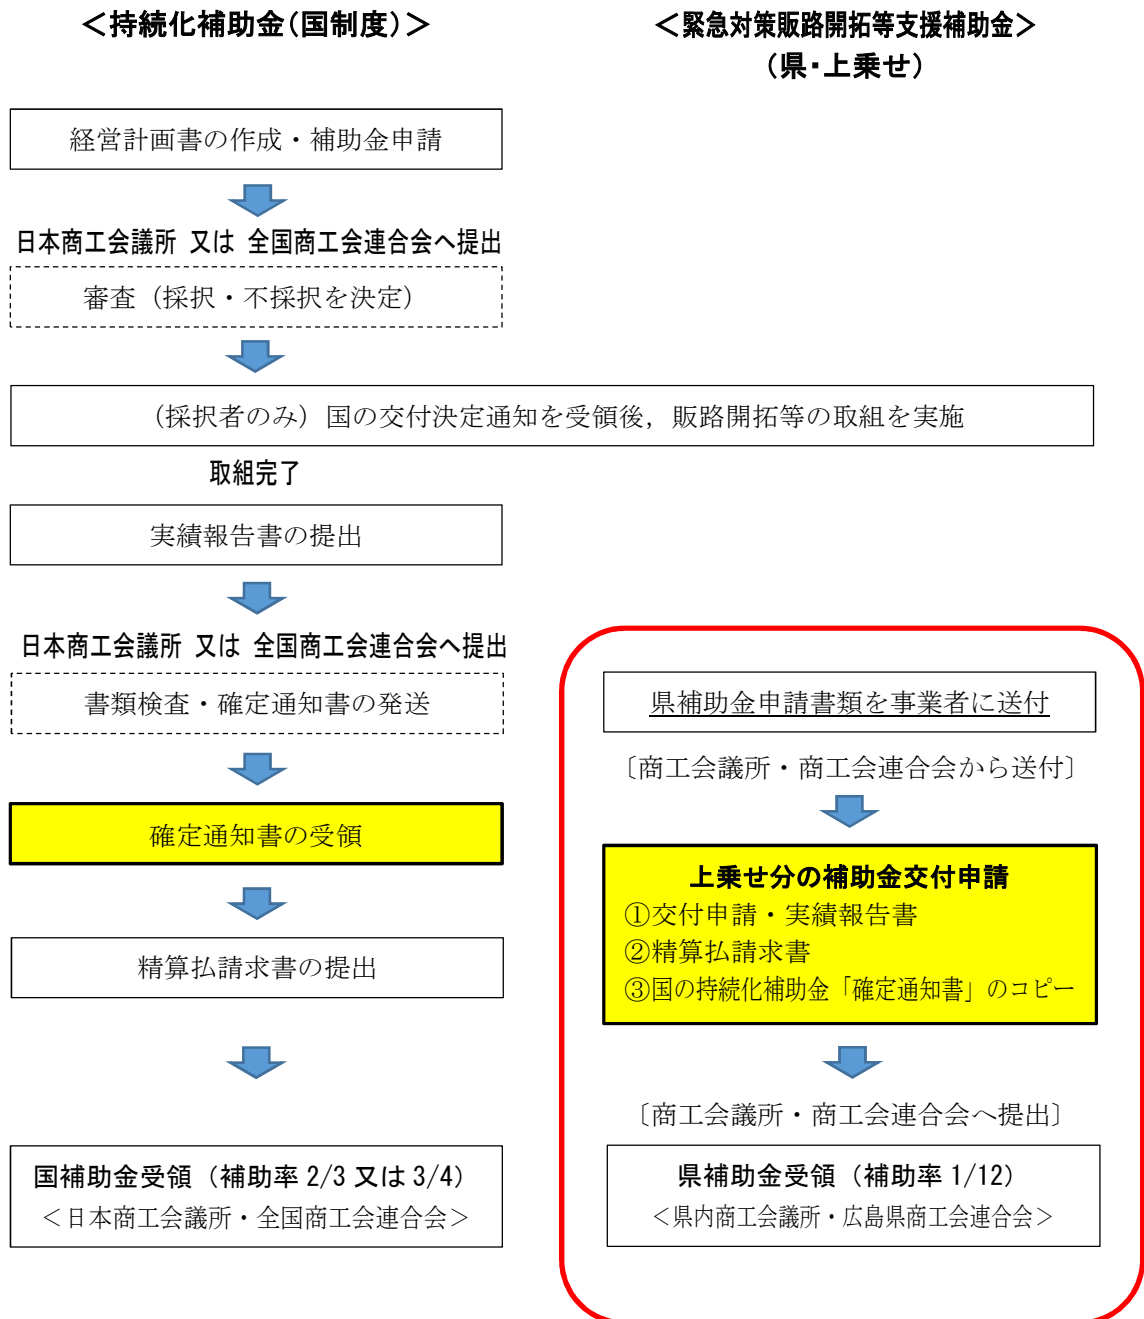 ＜持続化補助金（国制度）＞
＜緊急対策販路開拓等支援補助金＞
（県・上乗せ）
経営計画書の作成・補助金申請
日本商工会議所 又は 全国商工会連合会へ提出
審査（採択・不採択を決定）
（採択者のみ）国の交付決定通知を受領後，販路開拓等の取組を実施
取組完了
実績報告書の提出
日本商工会議所 又は 全国商工会連合会へ提出
書類検査・確定通知書の発送
確定通知書の受領
精算払請求書の提出
国補助金受領（補助率 2/3 又は 3/4）
＜日本商工会議所・全国商工会連合会＞
県補助金申請書類を事業者に送付
〔商工会議所・商工会連合会から送付〕
上乗せ分の補助金交付申請
①交付申請・実績報告書
②精算払請求書
③国の持続化補助金「確定通知書」のコピー
〔商工会議所・商工会連合会へ提出〕
県補助金受領（補助率 1/12）
＜県内商工会議所・広島県商工会連合会＞